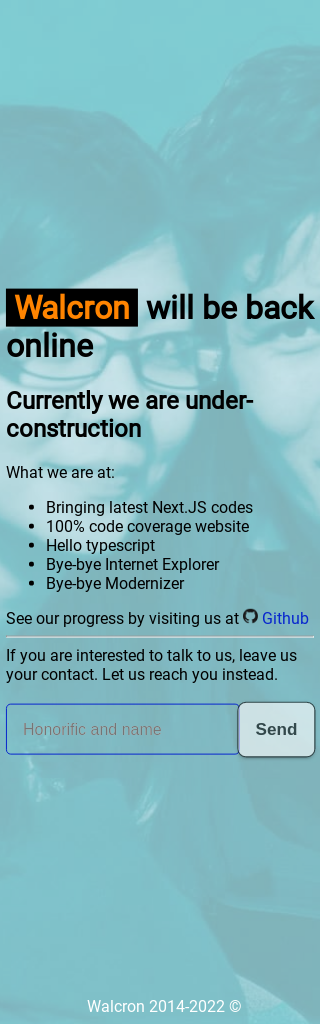 Walcron will be back
online
Currently we are under-
construction
What we are at:
• Bringing latest Next.JS codes
• 100% code coverage website
• Hello typescript
• Bye-bye Internet Explorer
• Bye-bye Modernizer
See our progress by visiting us at Github
If you are interested to talk to us, leave us
your contact. Let us reach you instead.
Honorific and name Send
Walcron 2014-2022 ©